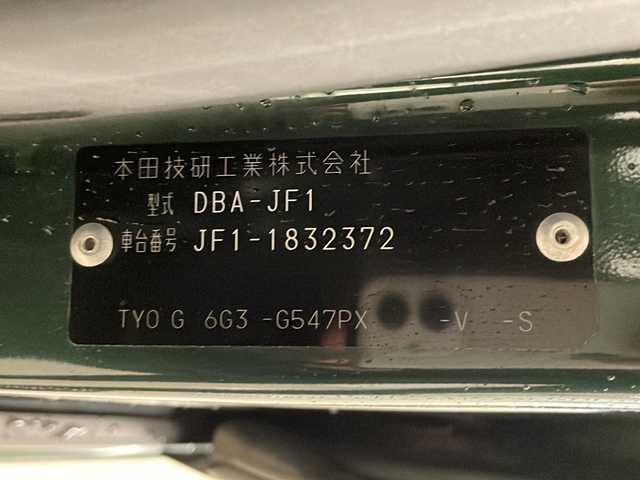 本田技研工業株式会社
型式 DBA-JF1
車台番号 JF1-1832372
TYO G 6G3 -G547PX -V -S